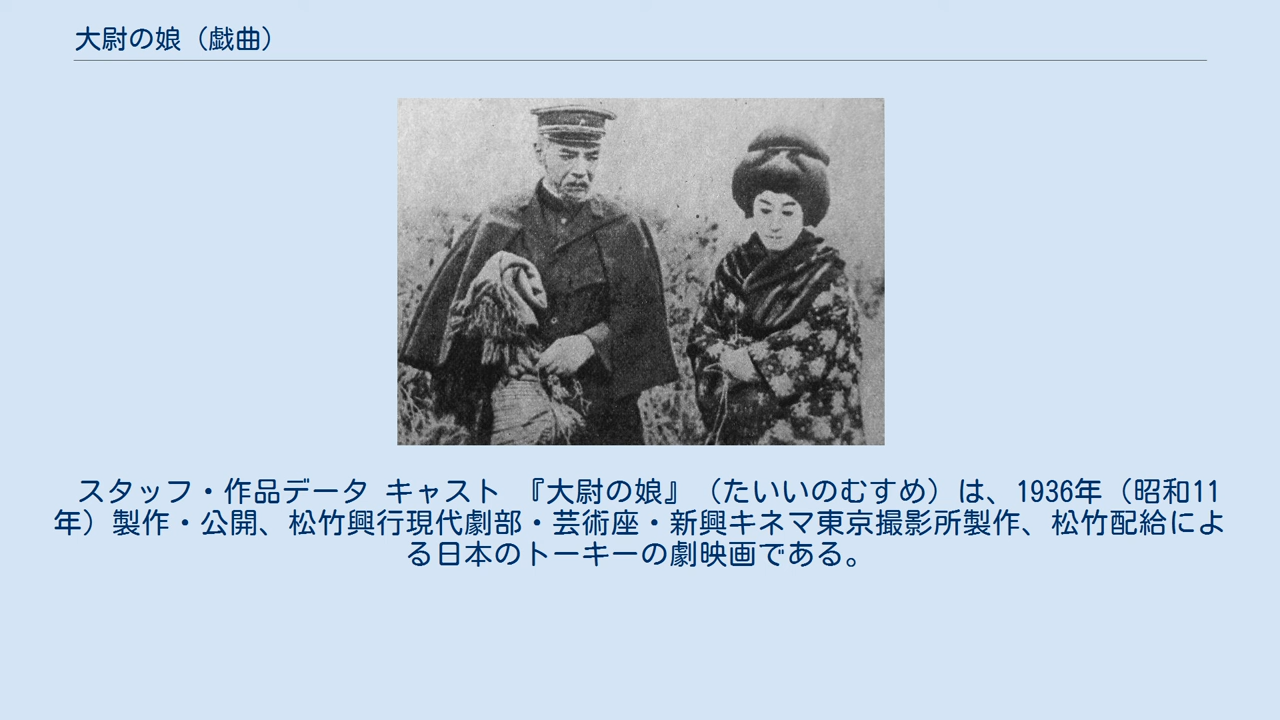 大尉の娘（戯曲）
スタッフ・作品データ キャスト 『大尉の娘』（たいいのむすめ）は、1936年（昭和11
年）製作・公開、松竹興行現代劇部・芸術座・新興キネマ東京撮影所製作、松竹配給によ
る日本のトーキーの劇映画である。